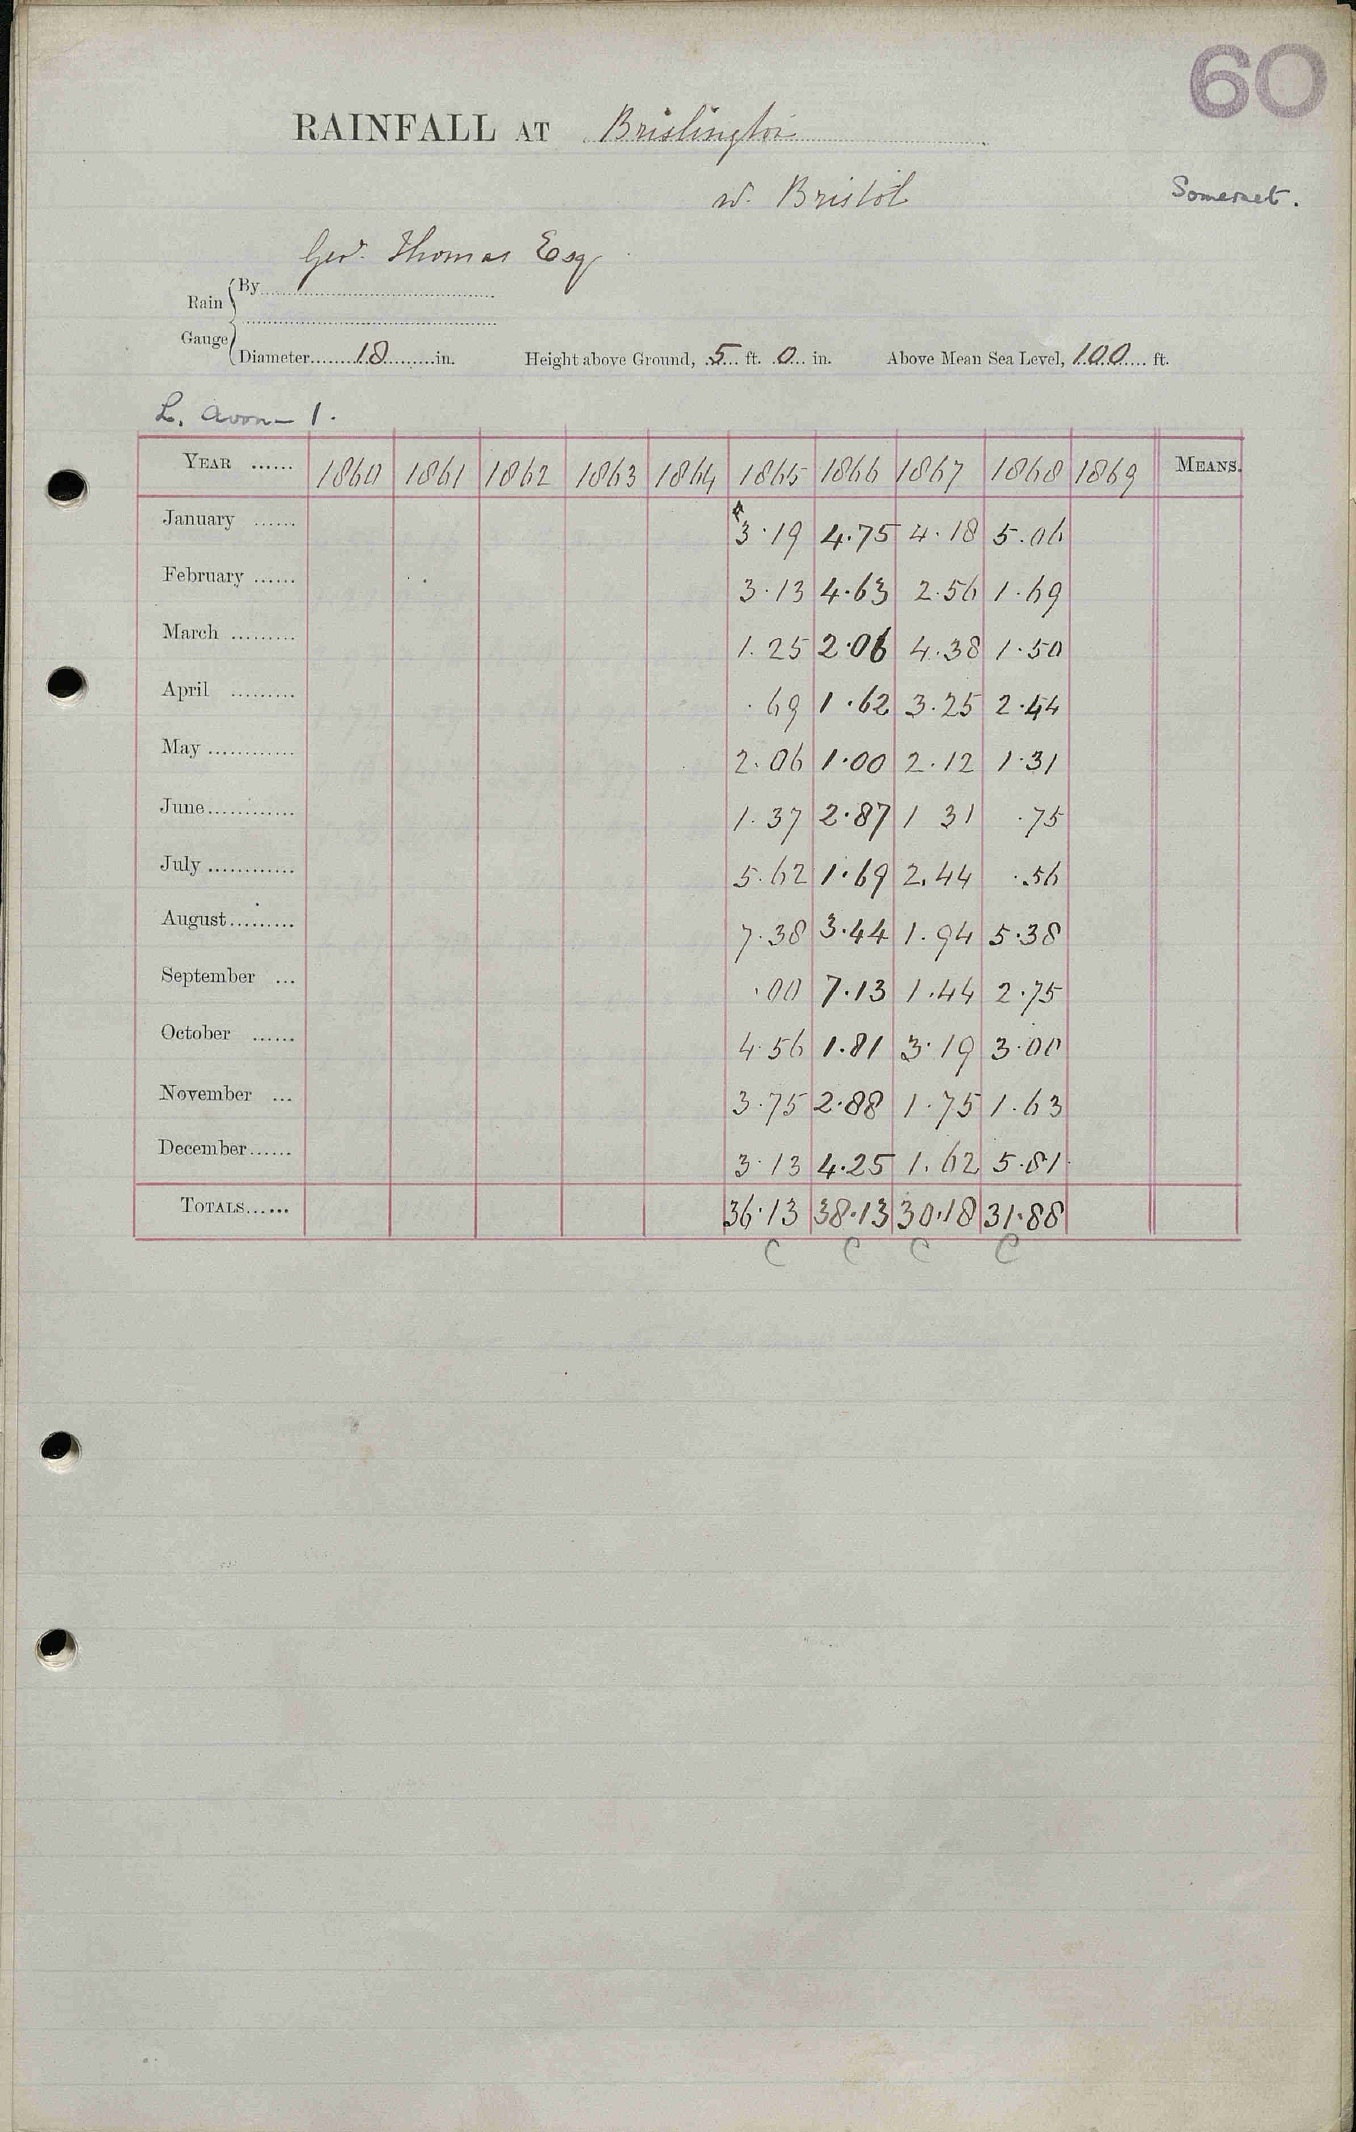 60
RAINFALL AT Brislington
nr. Bristol
Somerset.
Geo. Thomas Esq
Rain Gauge { By
Diameter 18 in. Height above Ground, 5 ft. 0 in. Above Mean Sea Level, 100 ft.
L. Avon – 1.
YEAR 1860 1861 1862 1863 1864 1865 1866 1867 1868 1869 MEANS.
January 3.19 4.75 4.18 5.06
February 3.13 4.63 2.56 1.69
March 1.25 2.06 4.38 1.50
April .69 1.62 3.25 2.44
May 2.06 1.00 2.12 1.31
June 1.37 2.87 1 31 .75
July 5.62 1.69 2.44 .56
August 7.38 3.44 1.94 5.38
September .00 7.13 1.44 2.75
October 4.56 1.81 3.19 3.00
November 3.75 2.88 1.75 1.63
December 3.13 4.25 1.62 5.81
TOTALS 36.13 38.13 30.18 31.88
C C C C